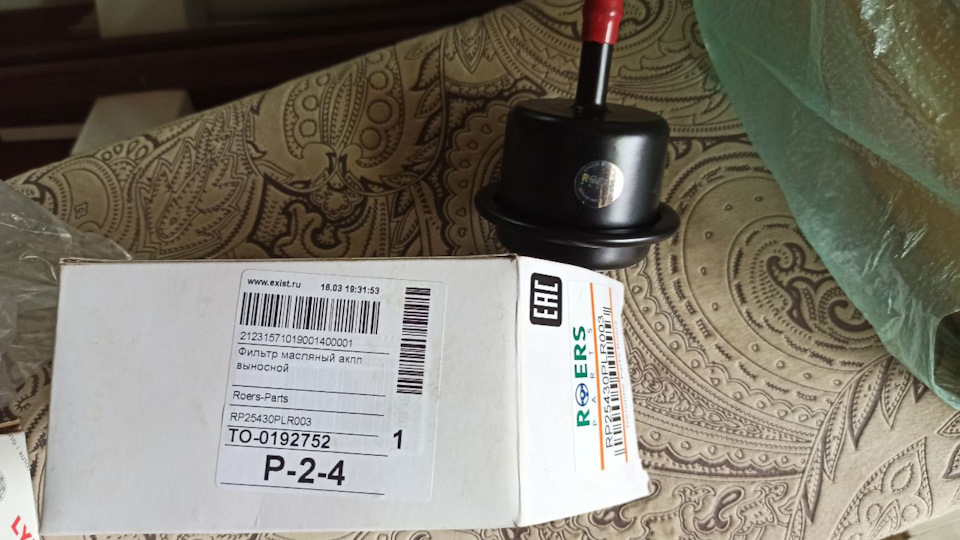 www.exist.ru 16.03 19:31:53
21231571019001400001
Фильтр масляный акпп
выносной
Roers-Parts
RP25430PLR003
TO-0192752 1
P-2-4
EAC
ROERS
PARTS
RP25430PLR003